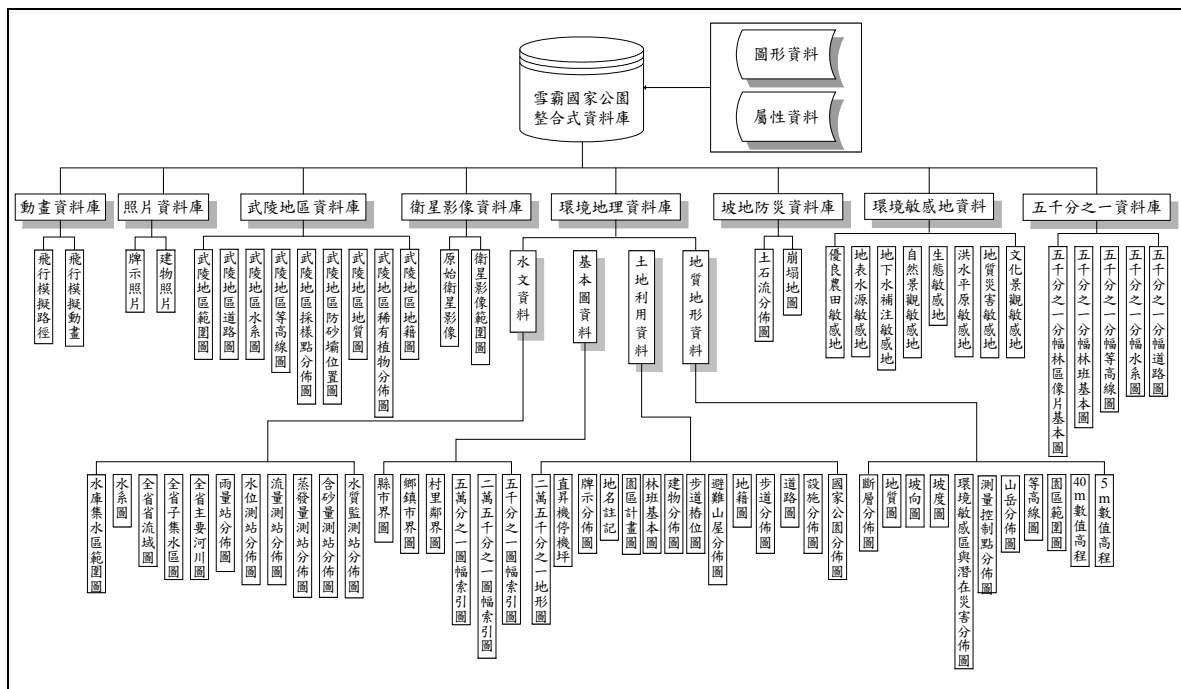 雪霸國家公園
整合式資料庫
圖形資料
屬性資料
動畫資料庫
照片資料庫
武陵地區資料庫
衛星影像資料庫
環境地理資料庫
坡地防災資料庫
環境敏感地資料
五千分之一資料庫
飛行模擬路徑
飛行模擬動畫
牌示照片
建物照片
武陵地區範圍圖
武陵地區道路圖
武陵地區水系圖
武陵地區等高線圖
武陵地區採樣點分佈圖
武陵地區防砂壩位置圖
武陵地區地質圖
武陵地區稀有植物分佈圖
武陵地區地籍圖
原始衛星影像
衛星影像範圍圖
水文資料
基本圖資料
土地利用資料
地質地形資料
土石流分佈圖
崩塌地圖
優良農田敏感地
地表水源敏感地
地下水補注敏感地
自然景觀敏感地
生態敏感地
洪水平原敏感地
地質災害敏感地
文化景觀敏感地
五千分之一分幅林區像片基本圖
五千分之一分幅林班基本圖
五千分之一分幅等高線圖
五千分之一分幅水系圖
五千分之一分幅道路圖
水庫集水區範圍圖
水系圖
全省省流域圖
全省子集水區圖
全省主要河川圖
雨量站分佈圖
水位測站分佈圖
流量測站分佈圖
蒸發量測站分佈圖
含砂量測站分佈圖
水質監測站分佈圖
縣市界圖
鄉鎮市界圖
村里鄰界圖
五萬分之一圖幅索引圖
二萬五千分之一圖幅索引圖
五千分之一圖幅索引圖
二萬五千分之一地形圖
直昇機停機坪
牌示分佈圖
地名註記
園區計畫圖
林班基本圖
建物分佈圖
步道樁位圖
避難山屋分佈圖
地籍圖
步道分佈圖
道路圖
設施分佈圖
國家公園分佈圖
斷層分佈圖
地質圖
坡向圖
坡度圖
環境敏感區與潛在災害分佈圖
測量控制點分佈圖
山岳分佈圖
等高線圖
園區範圍圖
40m數值高程
5m數值高程